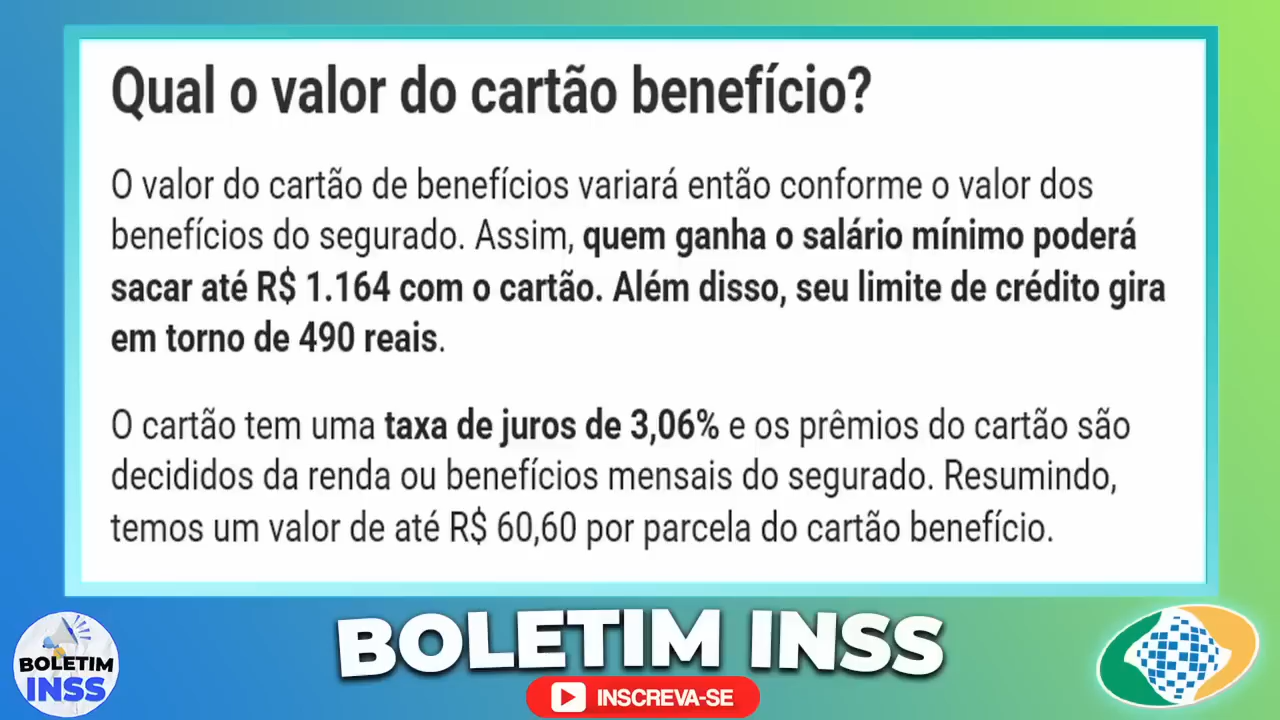 Qual o valor do cartão benefício?
O valor do cartão de benefícios variará então conforme o valor dos
benefícios do segurado. Assim, quem ganha o salário mínimo poderá
sacar até R$ 1.164 com o cartão. Além disso, seu limite de crédito gira
em torno de 490 reais.
O cartão tem uma taxa de juros de 3,06% e os prêmios do cartão são
decididos da renda ou benefícios mensais do segurado. Resumindo,
temos um valor de até R$ 60,60 por parcela do cartão benefício.
BOLETIM INSS
INSCREVA-SE
BOLETIM
INSS